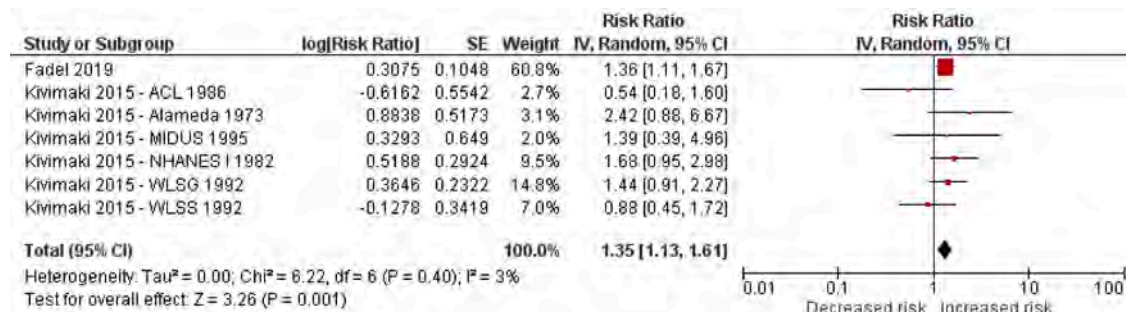 Risk Ratio Risk Ratio
Study or Subgroup log[Risk Ratio] SE Weight IV, Random, 95% CI IV, Random, 95% CI
Fadel 2019 0.3075 0.1048 60.8% 1.36 [1.11, 1.67]
Kivimaki 2015 - ACL 1986 -0.6162 0.5542 2.7% 0.54 [0.18, 1.60]
Kivimaki 2015 - Alameda 1973 0.8838 0.5173 3.1% 2.42 [0.88, 6.67]
Kivimaki 2015 - MIDUS 1995 0.3293 0.649 2.0% 1.39 [0.39, 4.96]
Kivimaki 2015 - NHANES I 1982 0.5188 0.2924 9.5% 1.68 [0.95, 2.98]
Kivimaki 2015 - WLSG 1992 0.3646 0.2322 14.8% 1.44 [0.91, 2.27]
Kivimaki 2015 - WLSS 1992 -0.1278 0.3419 7.0% 0.88 [0.45, 1.72]
Total (95% CI) 100.0% 1.35 [1.13, 1.61]
Heterogeneity: Tau² = 0.00; Chi² = 6.22, df = 6 (P = 0.40); I² = 3%
Test for overall effect: Z = 3.26 (P = 0.001)
0.01 0.1 1 10 100
Decreased risk Increased risk